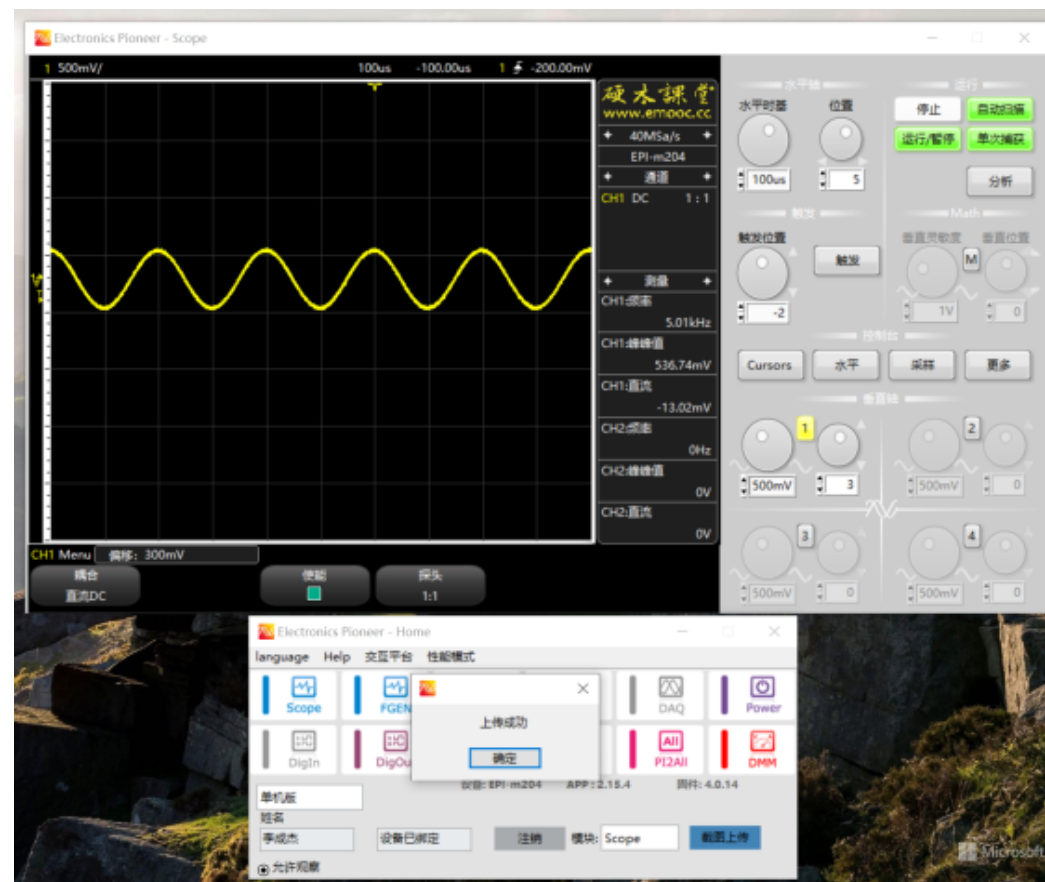 Electronics Pioneer - Scope
1 500mV/ 100us -100.00us 1 -200.00mV
硬木課堂
www.emooc.cc
40MSa/s
EPI-m204
通道
CH1 DC 1:1
测量
CH1:频率
5.01kHz
CH1:峰峰值
536.74mV
CH1:直流
-13.02mV
CH2:频率
0Hz
CH2:峰峰值
0V
CH2:直流
0V
CH1 Menu 偏移: 300mV
耦合
直流DC
使能
探头
1:1
水平轴
水平时基 位置
100us 5
运行
停止 自动扫描
运行/暂停 单次捕获
分析
触发
触发位置
触发
-2
Math
垂直灵敏度 垂直位置
M
1V 0
控制台
Cursors 水平 采样 更多
垂直轴
1 2
500mV 3 500mV 0
3 4
500mV 0 500mV 0
Electronics Pioneer - Home
language Help 交互平台 性能模式
Scope FGEN DAQ Power
DigIn DigOu PI2All DMM
All
上传成功
确定
设备: EPI-m204 APP : 2.15.4 固件: 4.0.14
单机版
姓名
李成杰 设备已绑定 注销 模块: Scope 截图上传
允许观察
Microsoft